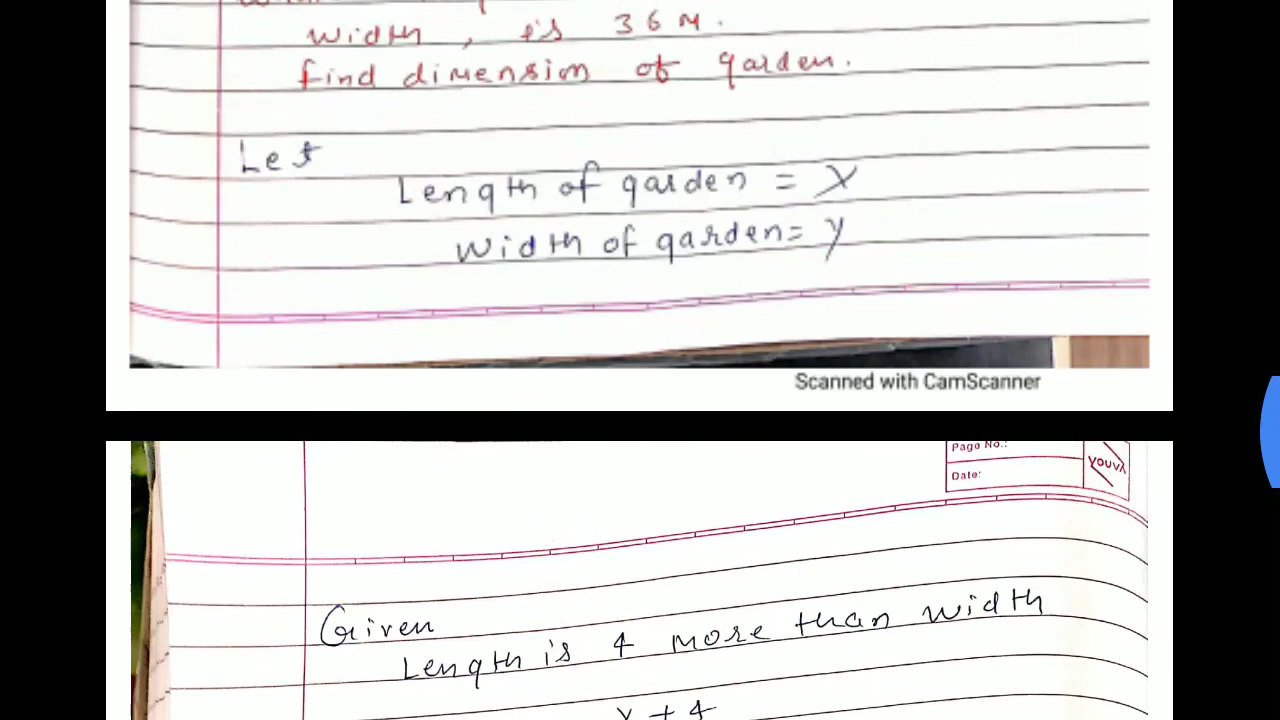 width, is 36 M.
find dimension of garden.
Let
Length of garden = X
Width of garden = y
Scanned with CamScanner
Page No.:
Date:
YOUVA
Given
Length is 4 more than width
+ 4